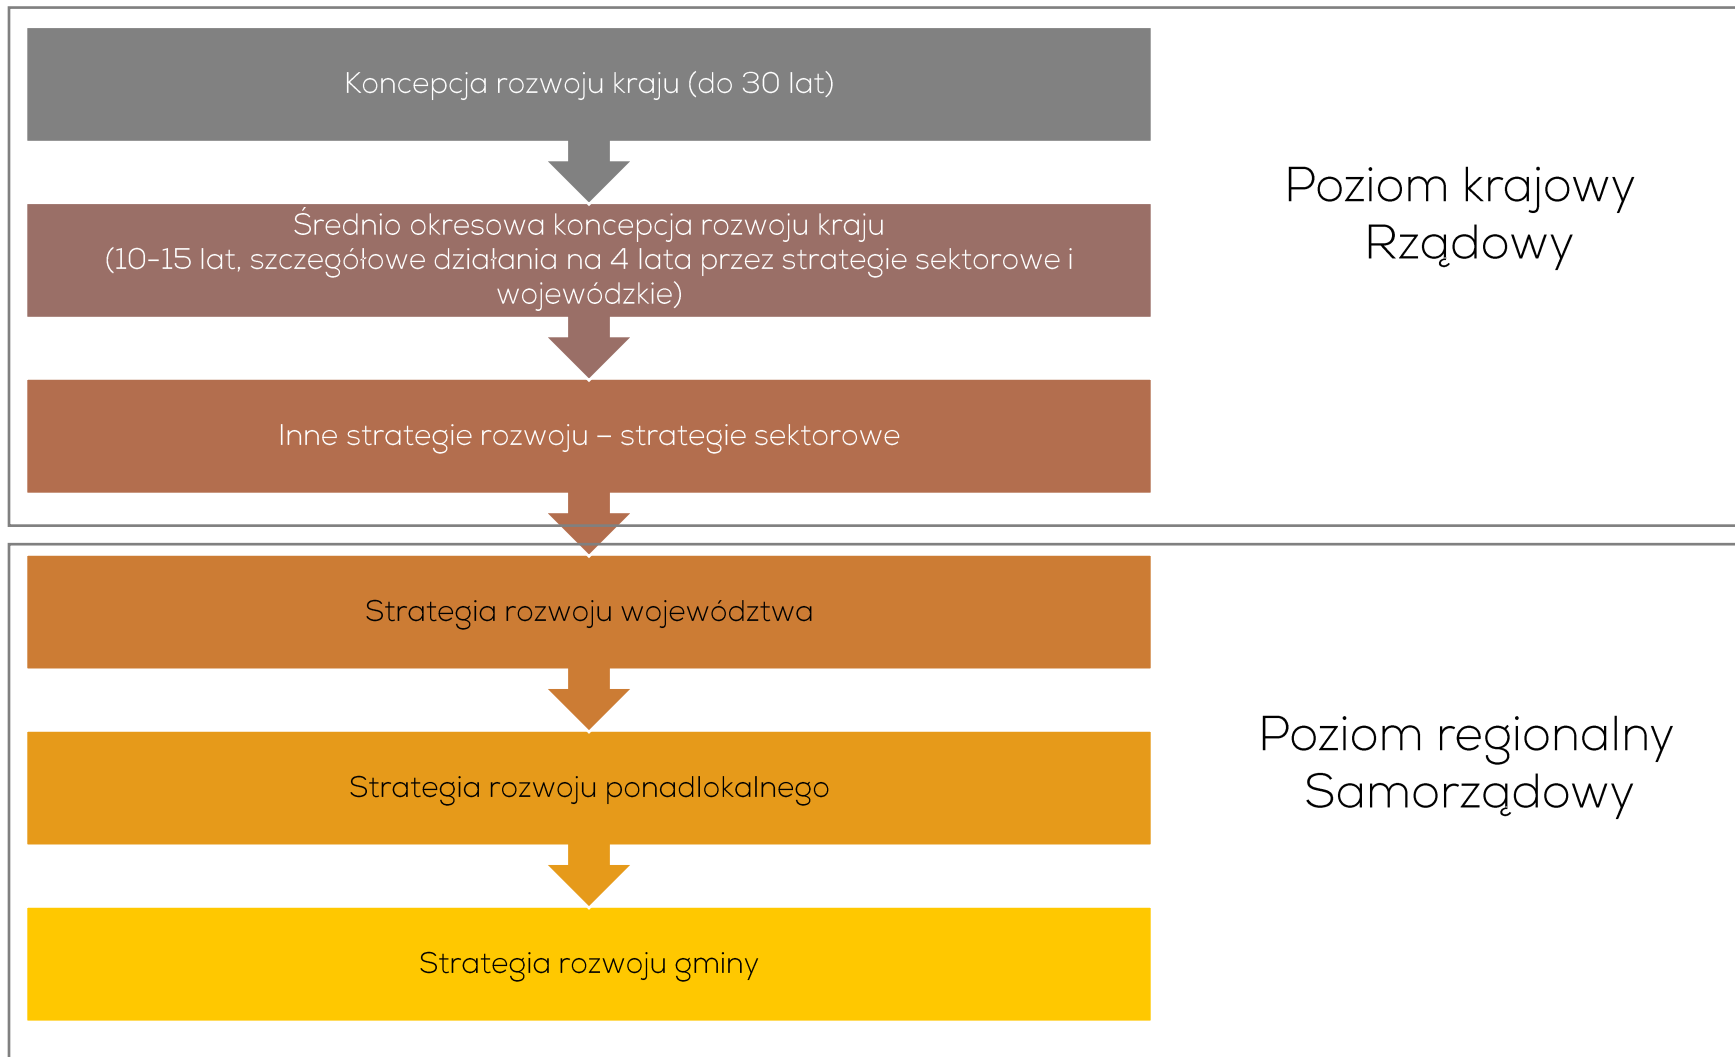 Koncepcja rozwoju kraju (do 30 lat)
Średnio okresowa koncepcja rozwoju kraju
(10-15 lat, szczegółowe działania na 4 lata przez strategie sektorowe i
wojewódzkie)
Inne strategie rozwoju – strategie sektorowe
Poziom krajowy
Rządowy
Strategia rozwoju województwa
Strategia rozwoju ponadlokalnego
Strategia rozwoju gminy
Poziom regionalny
Samorządowy